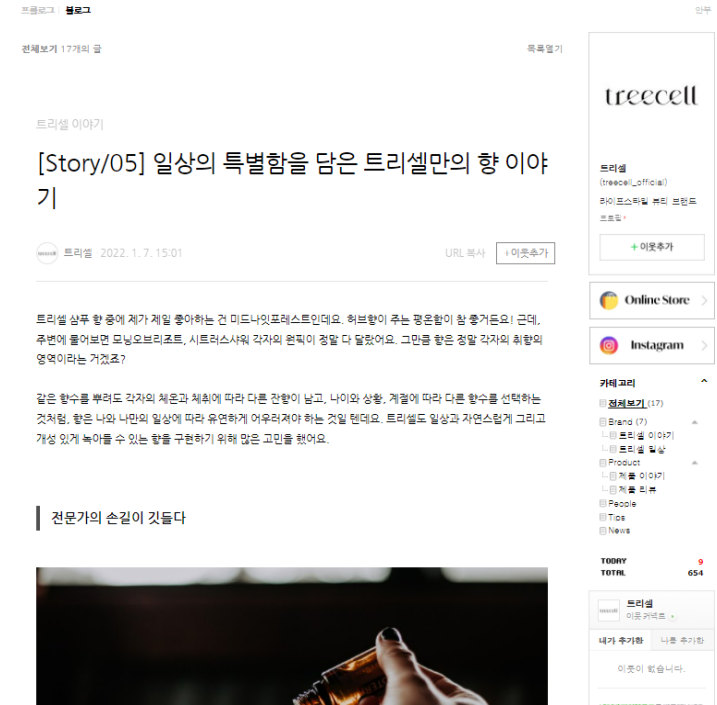 프롤로그 | 블로그
안부
전체보기 17개의 글
목록열기
트리셀 이야기
[Story/05] 일상의 특별함을 담은 트리셀만의 향 이야
기
트리셀 2022. 1. 7. 15:01
URL 복사
+이웃추가
트리셀 샴푸 향 중에 제가 제일 좋아하는 건 미드나잇포레스트인데요. 허브향이 주는 평온함이 참 좋거든요! 근데,
주변에 물어보면 모닝오브리조트, 시트러스샤워 각자의 원픽이 정말 다 달랐어요. 그만큼 향은 정말 각자의 취향의
영역이라는 거겠죠?
같은 향수를 뿌려도 각자의 체온과 체취에 따라 다른 잔향이 남고, 나이와 상황, 계절에 따라 다른 향수를 선택하는
것처럼, 향은 나와 나만의 일상에 따라 유연하게 어우러져야 하는 것일 텐데요. 트리셀도 일상과 자연스럽게 그리고
개성 있게 녹아들 수 있는 향을 구현하기 위해 많은 고민을 했어요.
전문가의 손길이 깃들다
treecell
트리셀
(treecell_official)
라이프스타일 뷰티 브랜드
프로필
+이웃추가
Online Store
Instagram
카테고리
전체보기 (17)
Brand (7)
트리셀 이야기
트리셀 일상
Product
제품 이야기
제품 리뷰
People
Tips
News
TODAY 9
TOTAL 654
트리셀
이웃 커넥트
내가 추가한
나를 추가한
이웃이 없습니다.